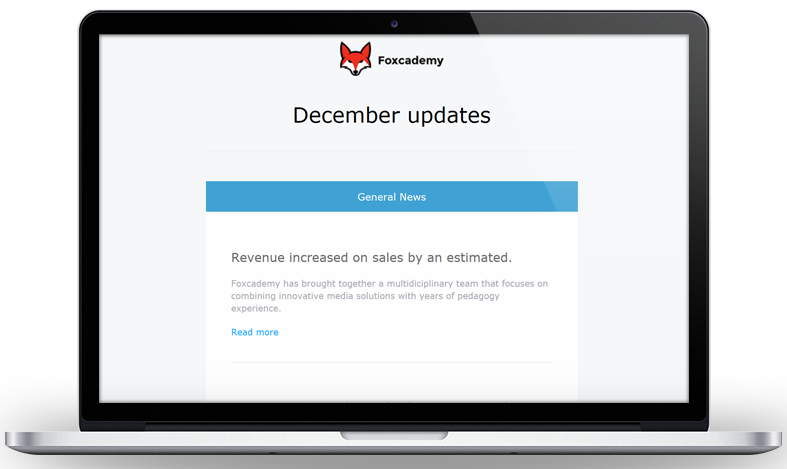 Foxcademy
December updates
General News
Revenue increased on sales by an estimated.
Foxcademy has brought together a multidiciplinary team that focuses on
combining innovative media solutions with years of pedagogy
experience.
Read more